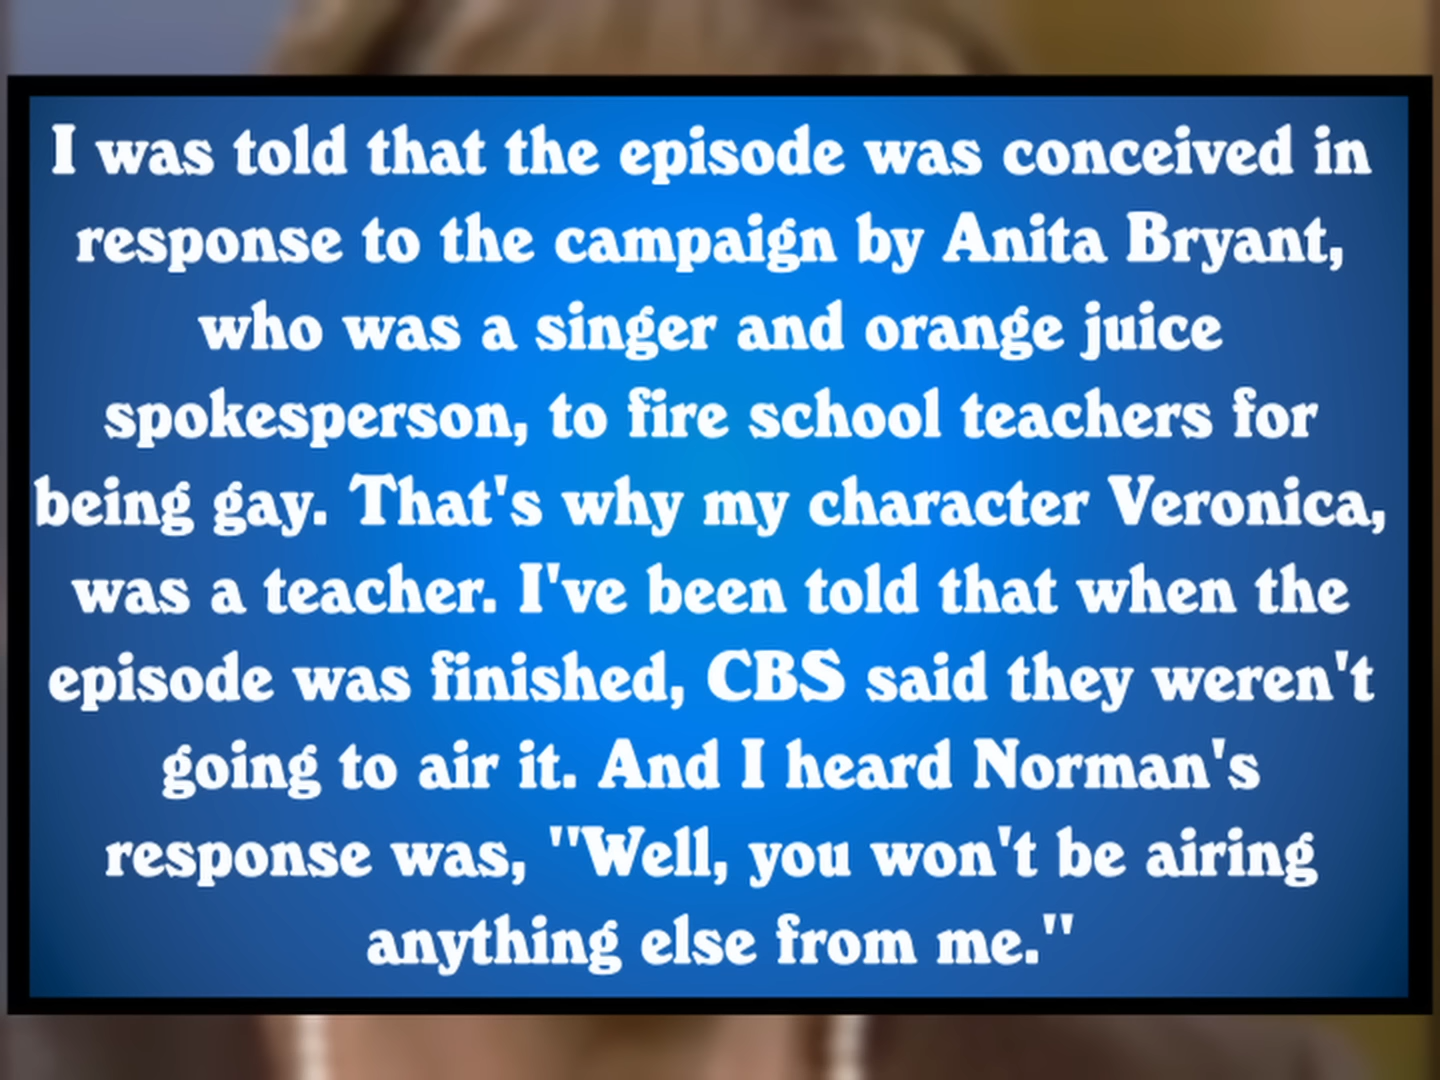 I was told that the episode was conceived in
response to the campaign by Anita Bryant,
who was a singer and orange juice
spokesperson, to fire school teachers for
being gay. That's why my character Veronica,
was a teacher. I've been told that when the
episode was finished, CBS said they weren't
going to air it. And I heard Norman's
response was, "Well, you won't be airing
anything else from me."